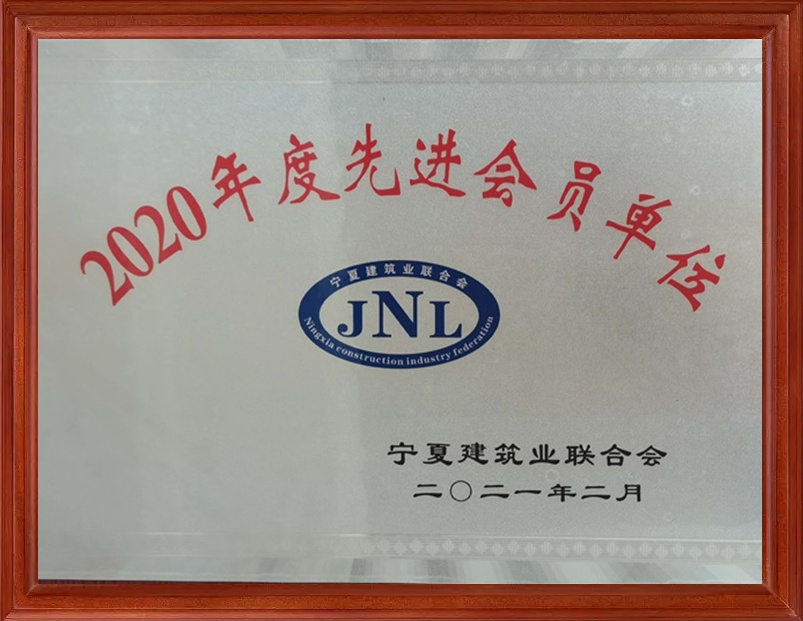 2020年度先进会员单位
宁夏建筑业联合会
JNL
Ningxia construction industry federation
宁夏建筑业联合会
二〇二一年二月